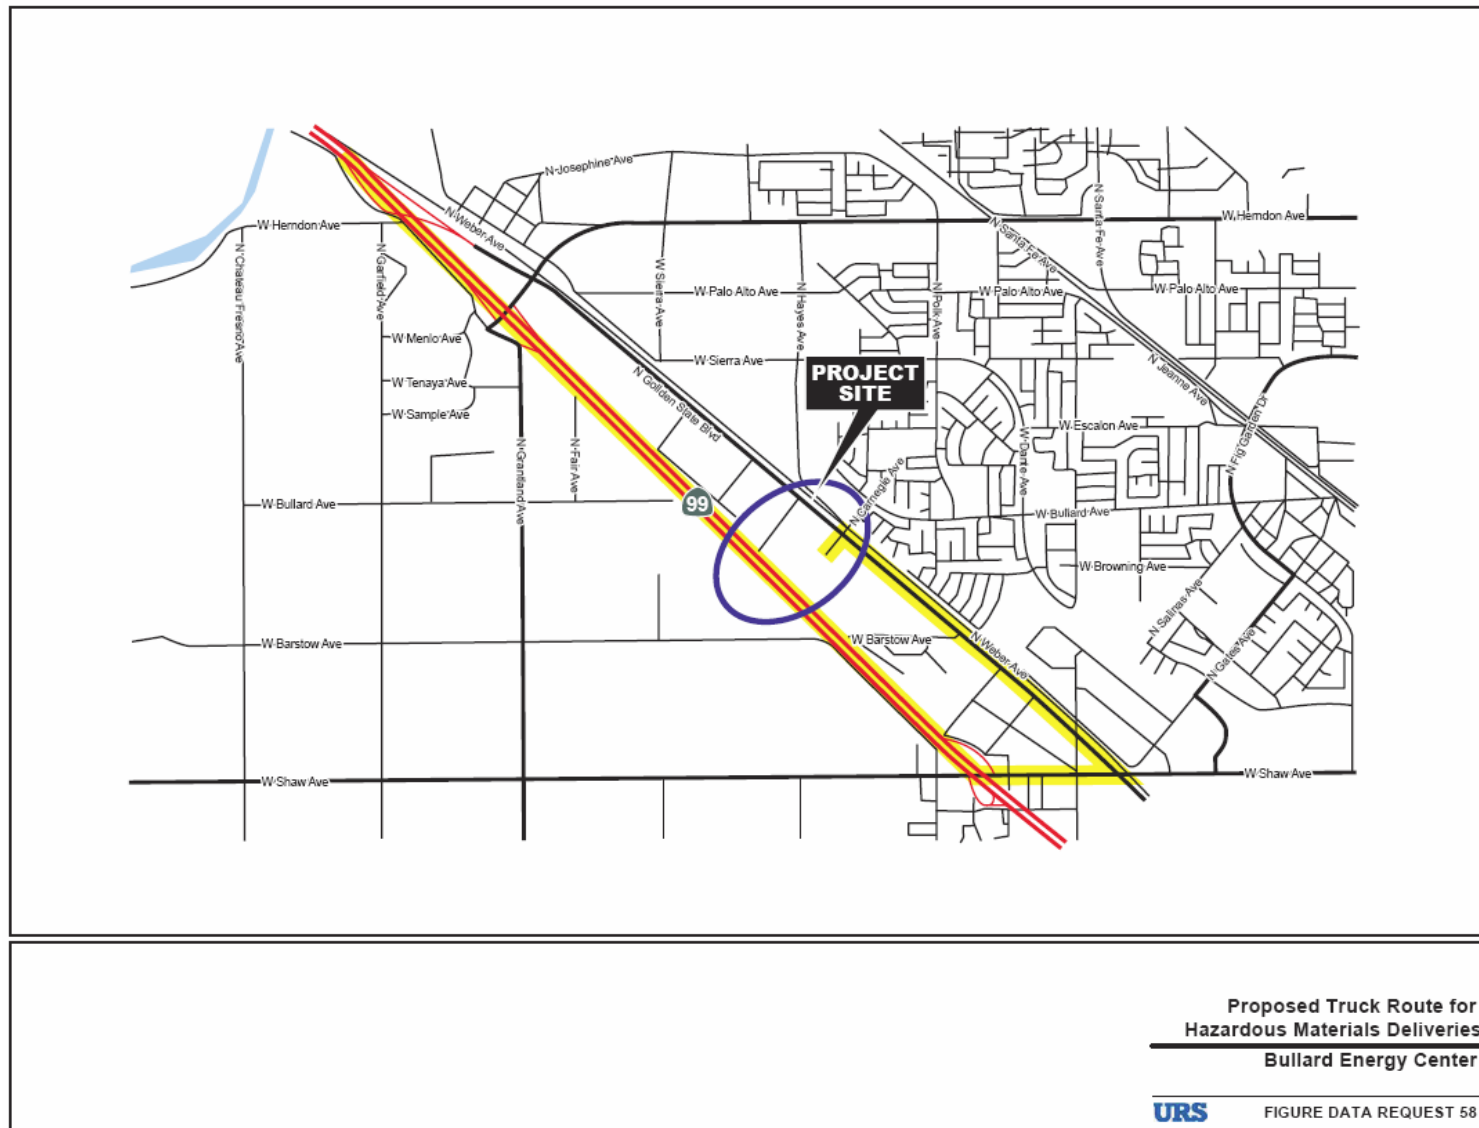 N Josephine Ave
N Weber Ave
W Herndon Ave
W Herndon Ave
N Santa Fe Ave
N Santa Fe Ave
N Chateau Fresno Ave
N Garfield Ave
W Sierra Ave
W Palo Alto Ave
N Hayes Ave
N Polk Ave
W Palo Alto Ave
W Palo Alto Ave
W Menlo Ave
W Sierra Ave
N Jeanne Ave
W Tenaya Ave
N Gollden State Blvd
PROJECT
SITE
W Sample Ave
W Escalon Ave
N Fig Garden Dr
N Grantland Ave
N Fair Ave
W Dante Ave
N Carnegie Ave
W Bullard Ave
99
W Bullard Ave
W Browning Ave
N Salinas Ave
W Barstow Ave
W Barstow Ave
N Weber Ave
N Gates Ave
W Shaw Ave
W Shaw Ave
Proposed Truck Route for
Hazardous Materials Deliveries
Bullard Energy Center
URS
FIGURE DATA REQUEST 58